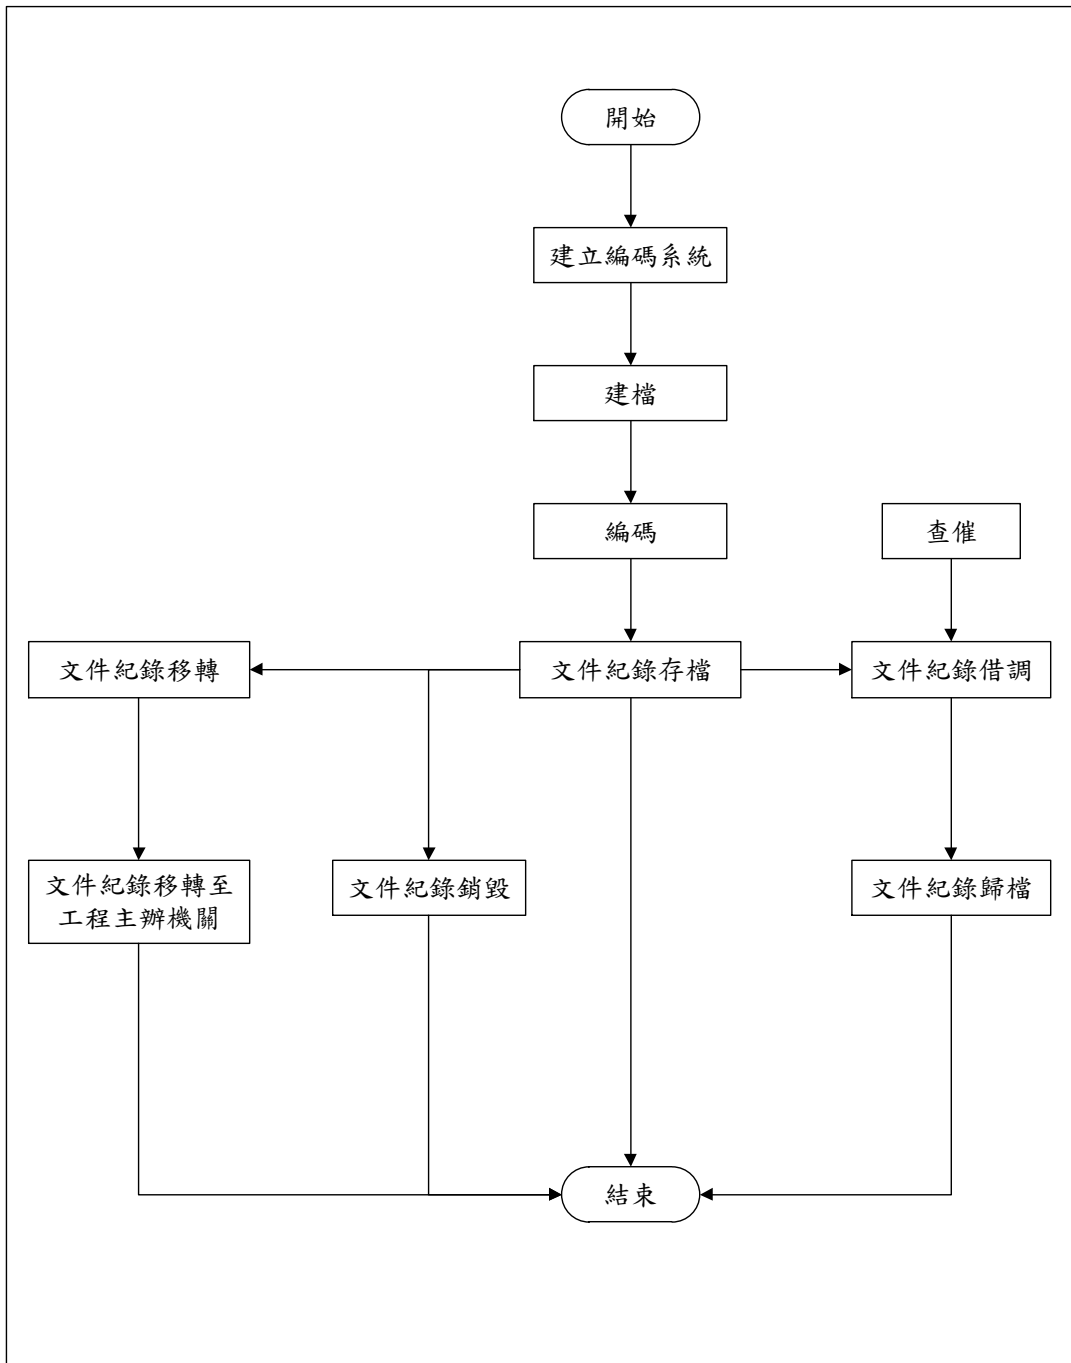 開始
建立編碼系統
建檔
編碼
查催
文件紀錄移轉
文件紀錄存檔
文件紀錄借調
文件紀錄移轉至
工程主辦機關
文件紀錄銷毀
文件紀錄歸檔
結束